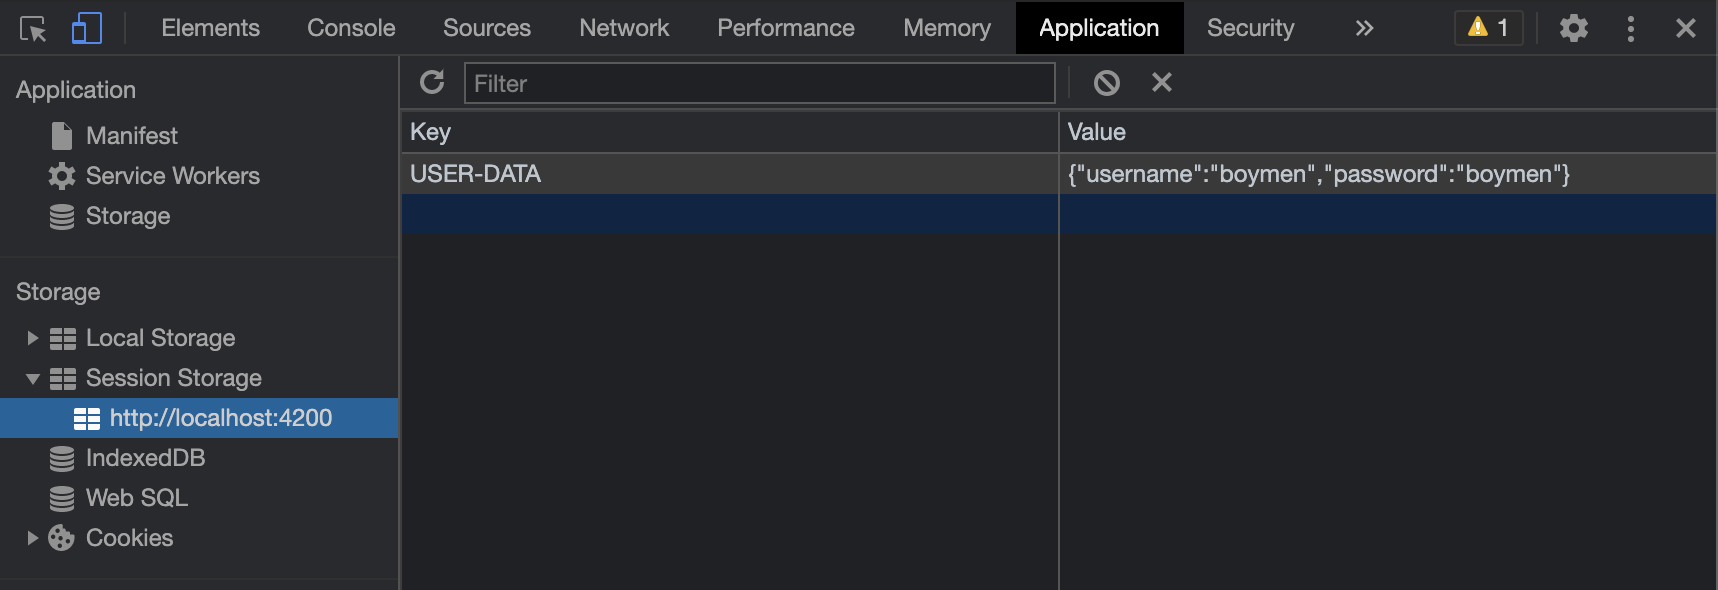 Elements Console Sources Network Performance Memory Application Security » 1
Application
Manifest
Service Workers
Storage
Storage
Local Storage
Session Storage
http://localhost:4200
IndexedDB
Web SQL
Cookies
Filter
Key Value
USER-DATA {"username":"boymen","password":"boymen"}